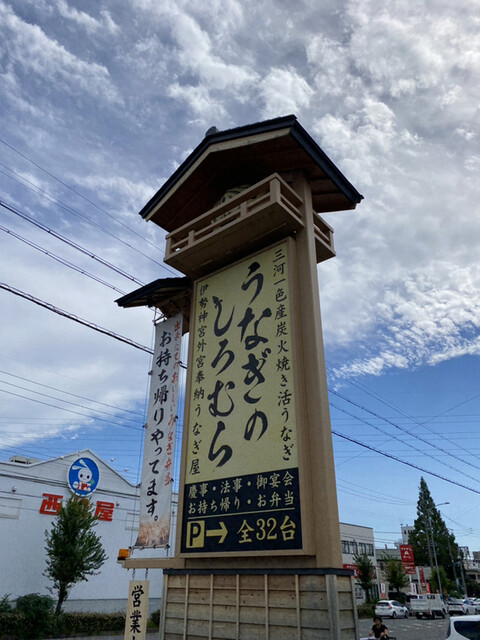 三河一色産炭火焼き活うなぎ
うなぎの
しろむら
伊勢神宮外宮奉納うなぎ屋
慶事・法事・御宴会
お持ち帰り・お弁当
P→ 全32台
お持ち帰りやってます。
西
屋
営業